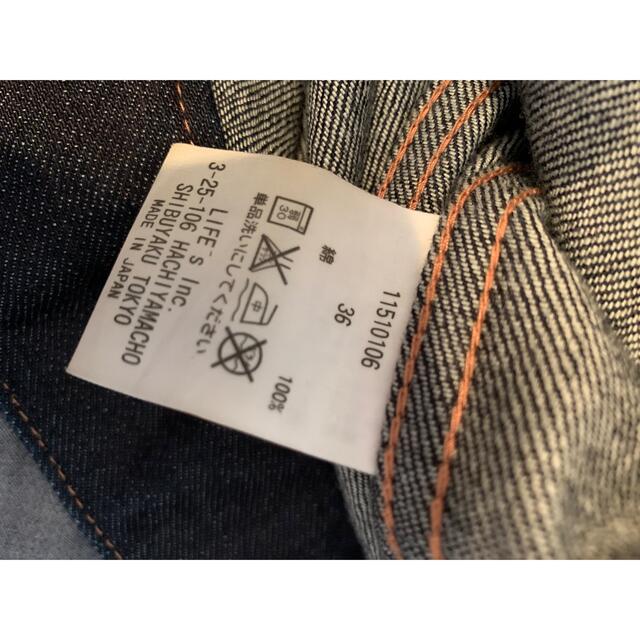 11510106
36
綿 100%
弱 30 中
単品洗いにしてください
LIFE's Inc.
3-25-106 HACHIYAMACHO
SHIBUYAKU TOKYO
MADE IN JAPAN